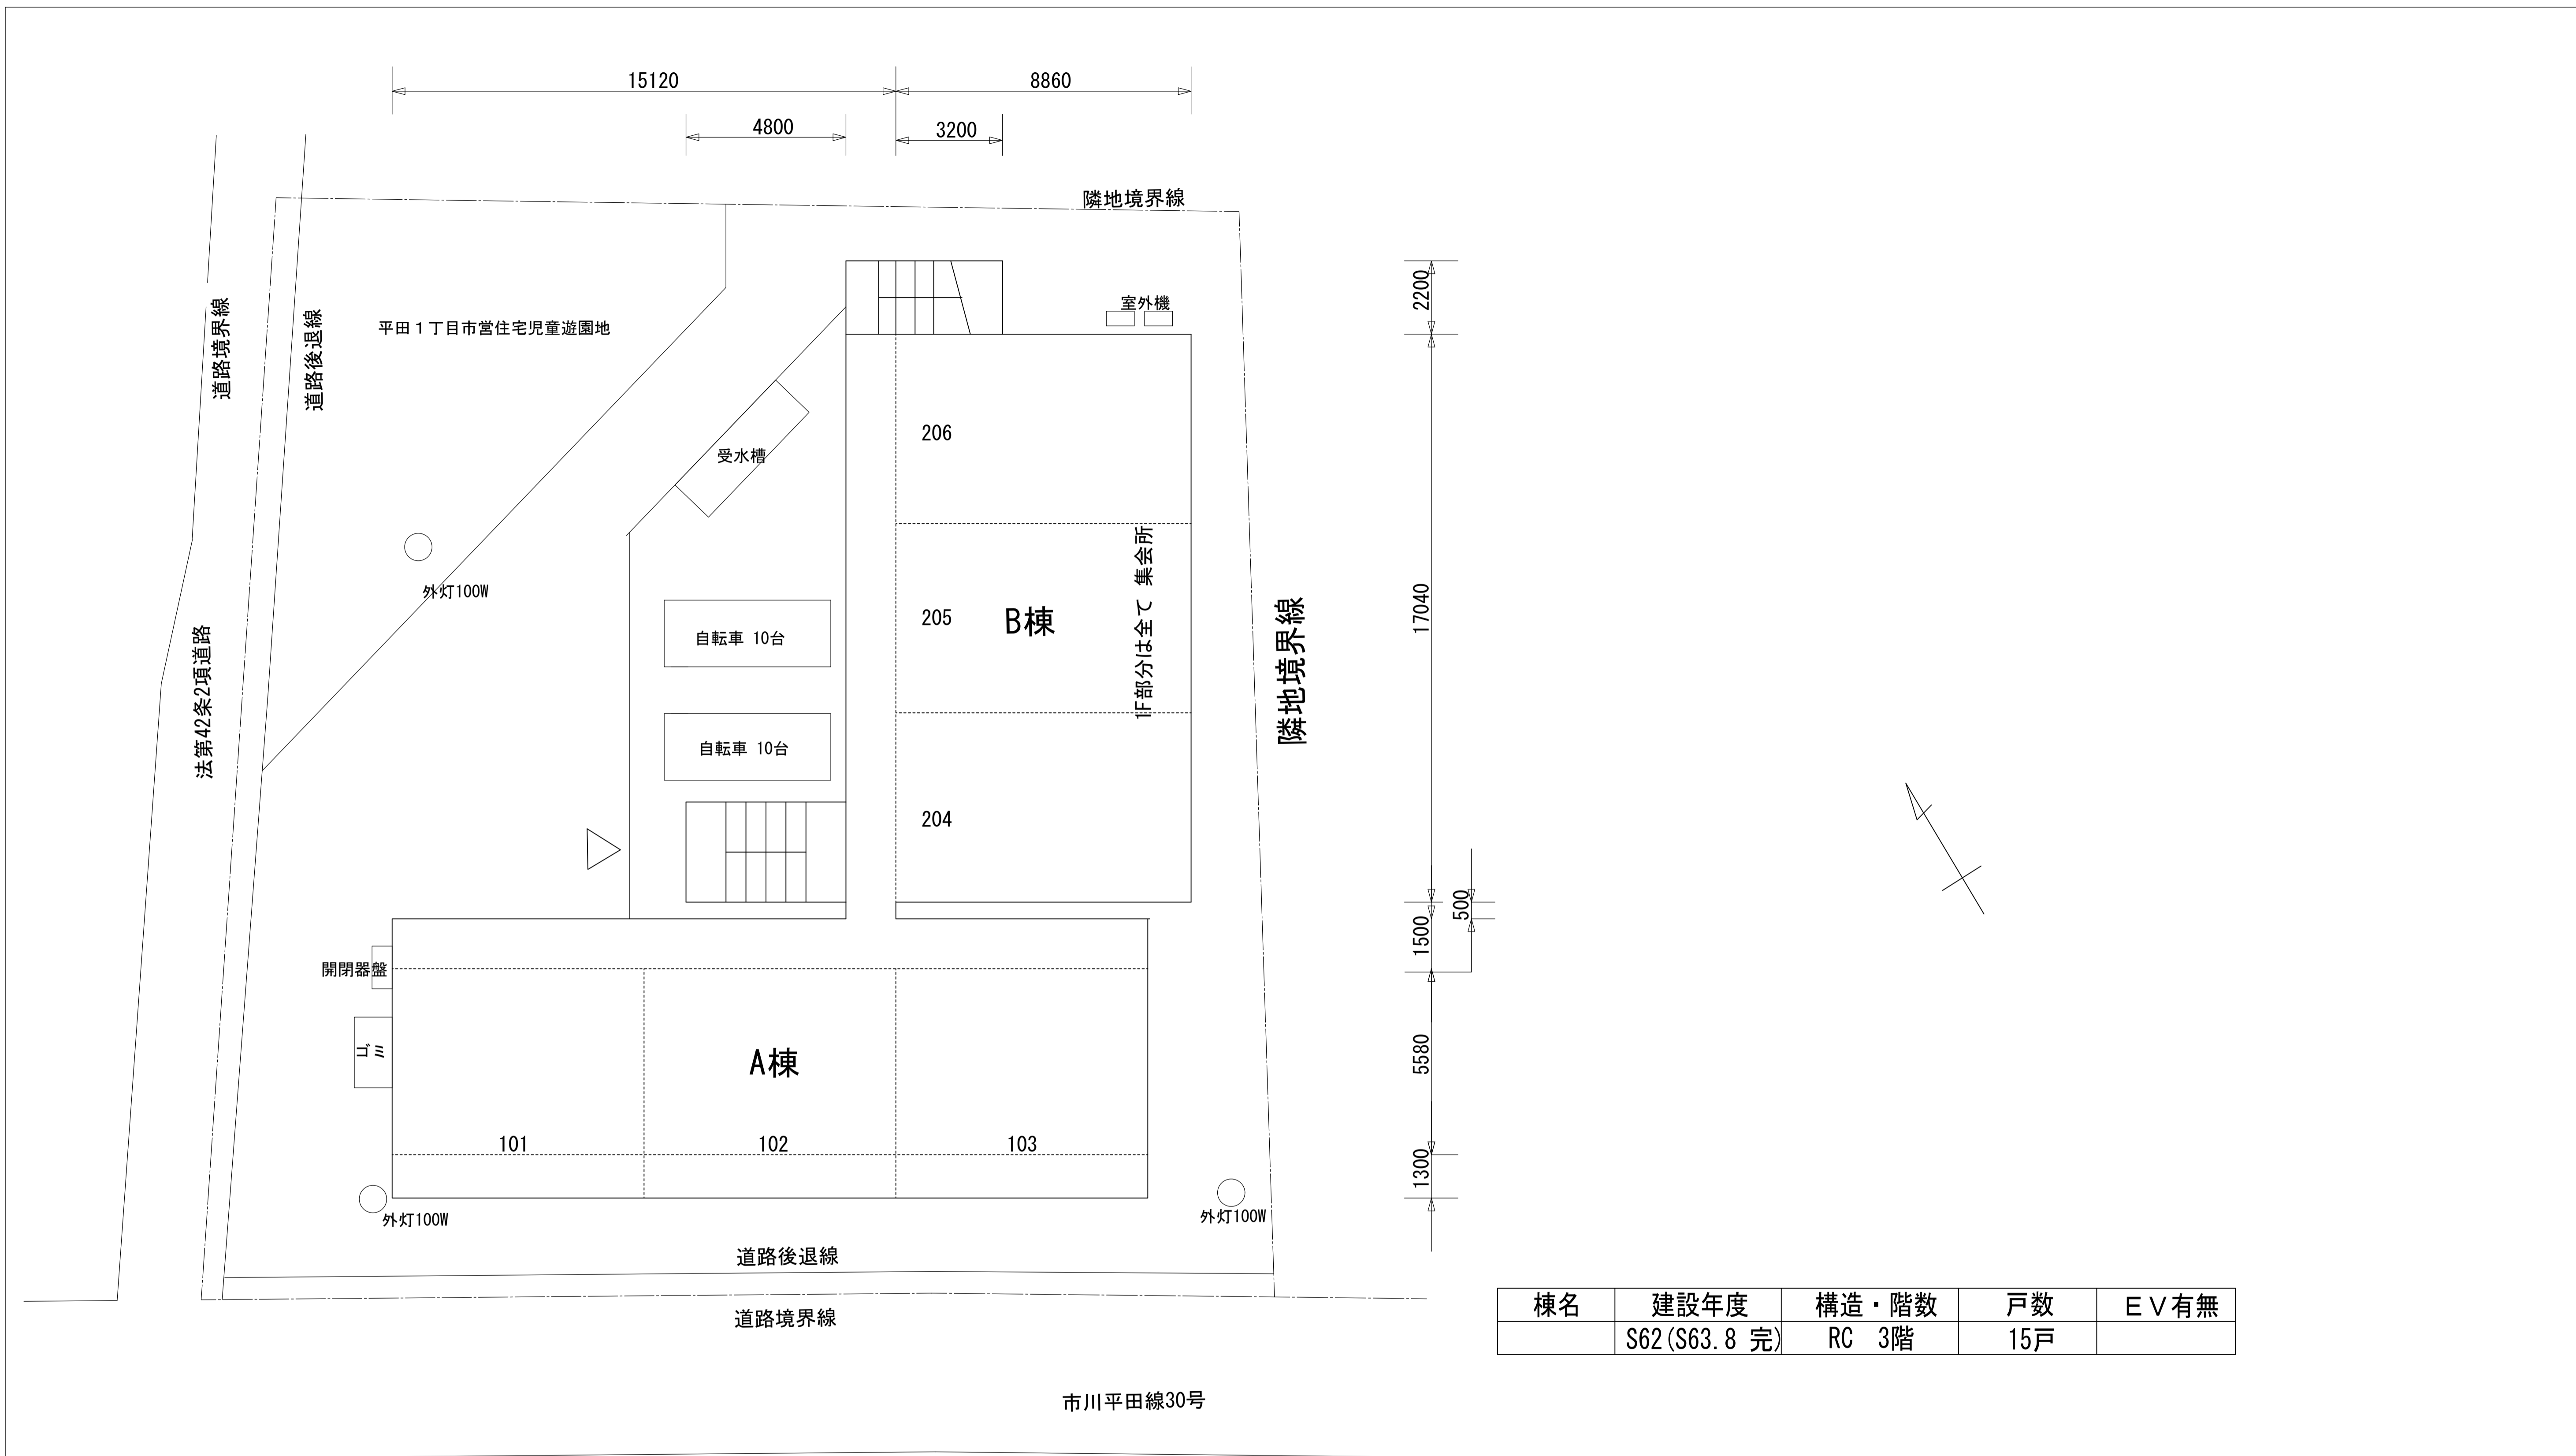 15120
8860
4800
3200
隣地境界線
2200
室外機
道路境界線
道路後退線
平田１丁目市営住宅児童遊園地
206
受水槽
外灯100W
自転車 10台
205
B棟
1F部分は全て 集会所
隣地境界線
17040
法第42条2項道路
自転車 10台
204
500
1500
開閉器盤
ゴミ
A棟
5580
101
102
103
1300
外灯100W
外灯100W
道路後退線
道路境界線
棟名 建設年度 構造・階数 戸数 ＥＶ有無
S62(S63.8 完) RC 3階 15戸
市川平田線30号